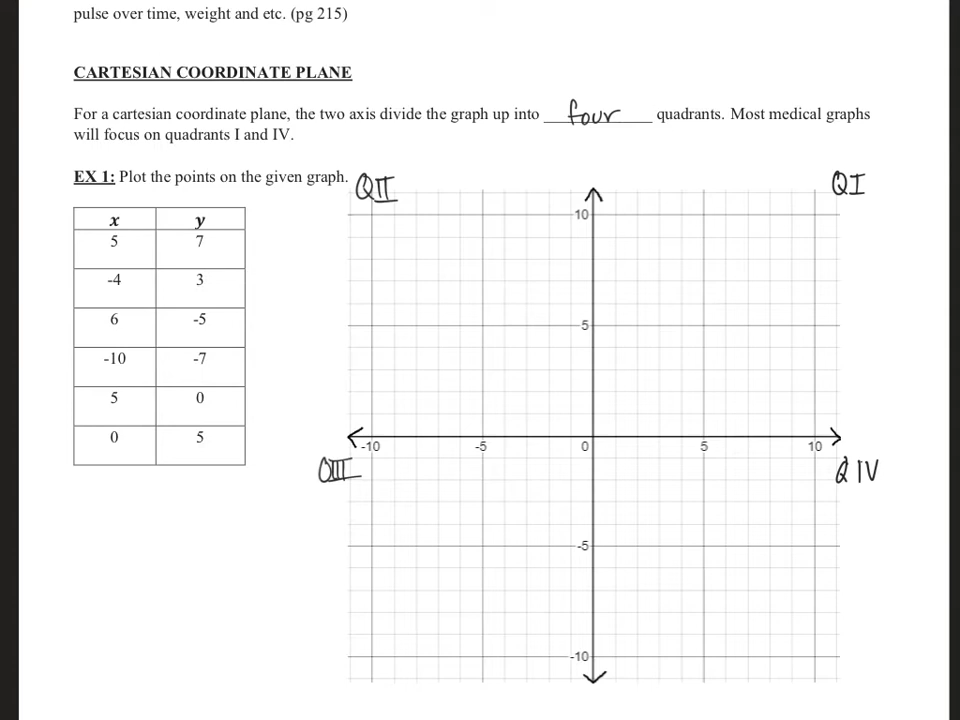 pulse over time, weight and etc. (pg 215)
CARTESIAN COORDINATE PLANE
For a cartesian coordinate plane, the two axis divide the graph up into four quadrants. Most medical graphs
will focus on quadrants I and IV.
EX 1: Plot the points on the given graph.
QII
QI
x y
5 7
-4 3
6 -5
-10 -7
5 0
0 5
10
5
-10 -5 0 5 10
QIII
QIV
-5
-10